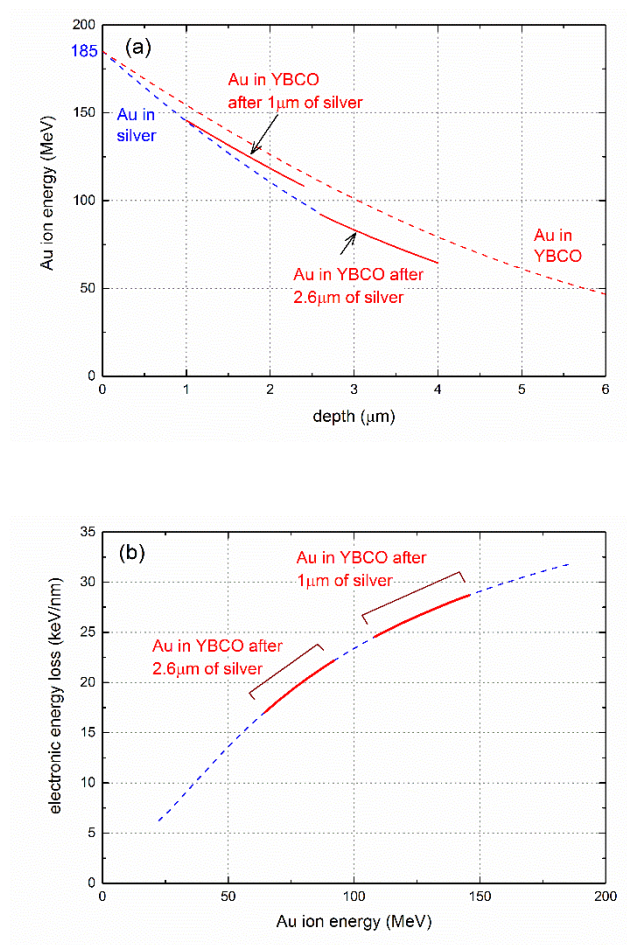 (a)
200
185
150
100
50
0
Au ion energy (MeV)
Au in YBCO
after 1μm of silver
Au in
silver
Au in YBCO after
2.6μm of silver
Au in
YBCO
0 1 2 3 4 5 6
depth (μm)
(b)
35
30
25
20
15
10
5
0
electronic energy loss (keV/nm)
Au in YBCO after
1μm of silver
Au in YBCO after
2.6μm of silver
0 50 100 150 200
Au ion energy (MeV)